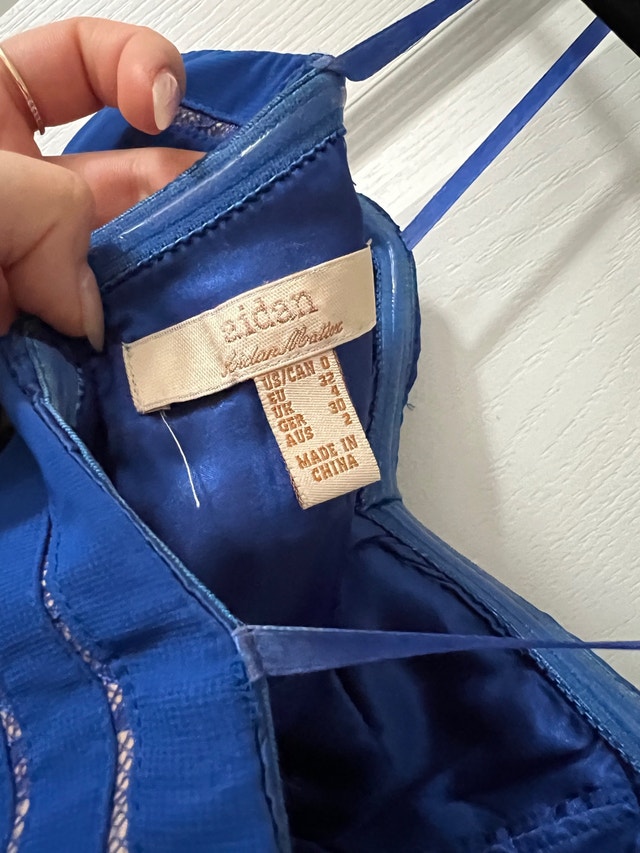 aidan
Aidan Mattox
US/CAN 0
EU 32
UK 4
GER 30
AUS 2
MADE IN
CHINA